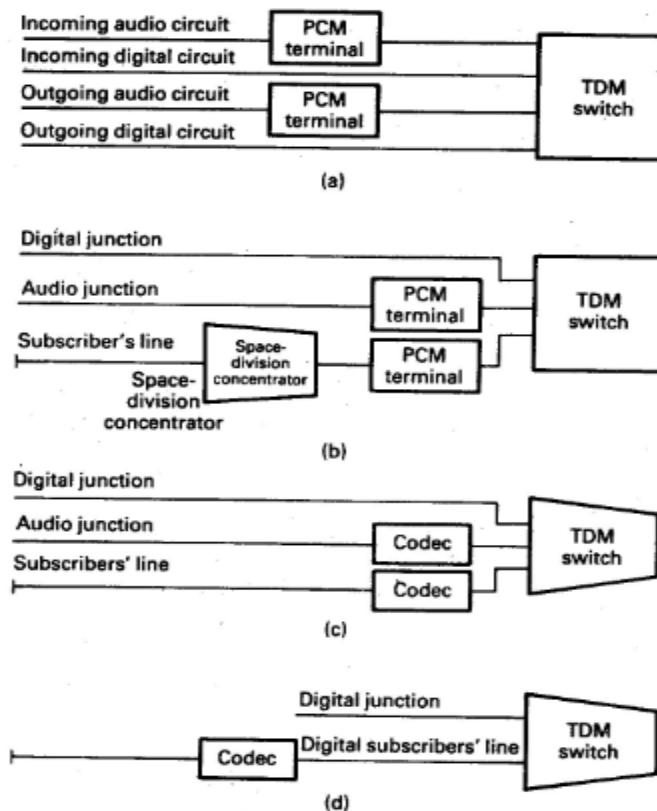 Incoming audio circuit
PCM
terminal
Incoming digital circuit
Outgoing audio circuit
PCM
terminal
Outgoing digital circuit
TDM
switch
(a)
Digital junction
Audio junction
PCM
terminal
TDM
switch
Subscriber's line
Space-
division
concentrator
Space-
division
concentrator
PCM
terminal
(b)
Digital junction
Audio junction
Codec
Subscribers' line
Codec
TDM
switch
(c)
Digital junction
Codec
Digital subscribers' line
TDM
switch
(d)